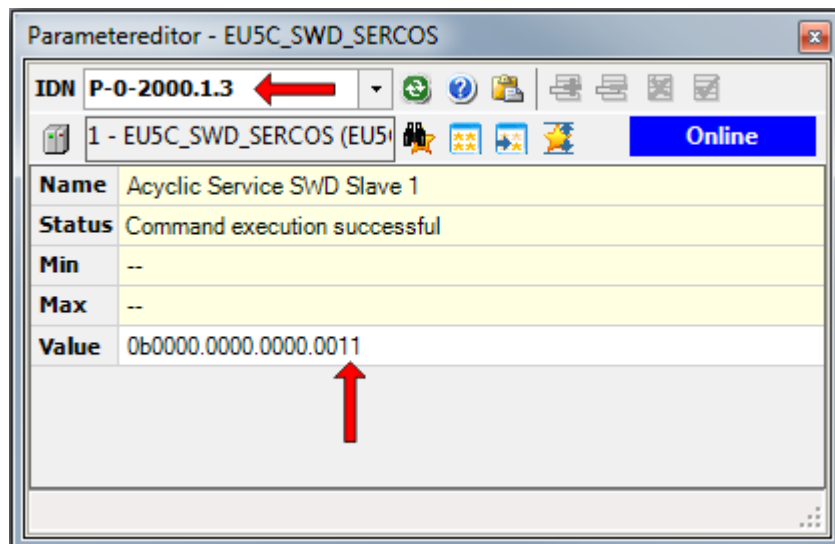 Parametereditor - EU5C_SWD_SERCOS
IDN P-0-2000.1.3
1 - EU5C_SWD_SERCOS (EU5 Online
Name Acyclic Service SWD Slave 1
Status Command execution successful
Min --
Max --
Value 0b0000.0000.0000.0011